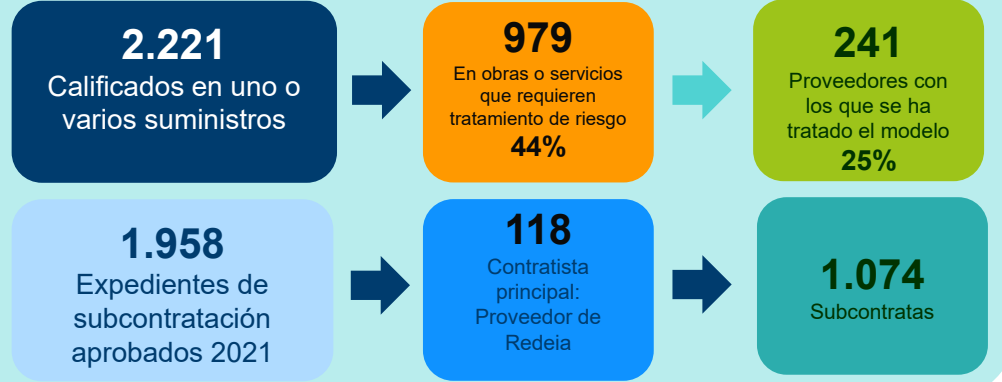 2.221
Calificados en uno o
varios suministros
979
En obras o servicios
que requieren
tratamiento de riesgo
44%
241
Proveedores con
los que se ha
tratado el modelo
25%
1.958
Expedientes de
subcontratación
aprobados 2021
118
Contratista
principal:
Proveedor de
Redeia
1.074
Subcontratas